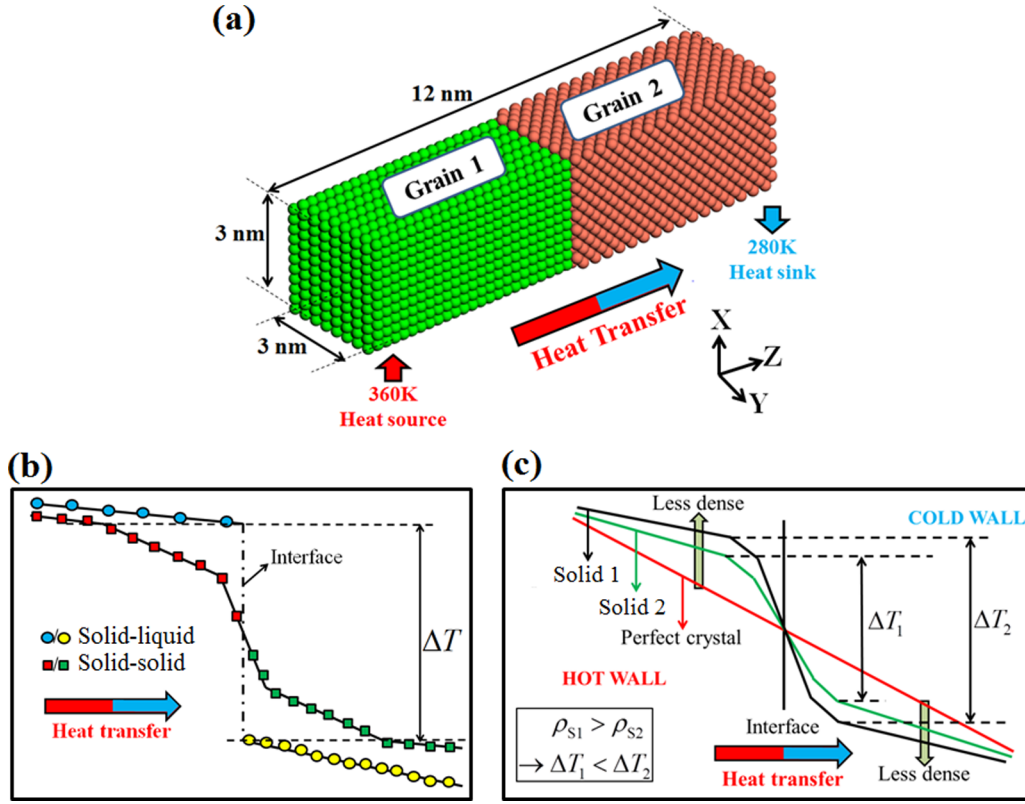 (a)
12 nm
Grain 2
Grain 1
3 nm
3 nm
280K
Heat sink
Heat Transfer
360K
Heat source
X
Z
Y
(b)
Interface
Solid-liquid
Solid-solid
ΔT
Heat transfer
(c)
Less dense
COLD WALL
Solid 1
Solid 2
Perfect crystal
ΔT₁
ΔT₂
HOT WALL
Interface
ρS1 > ρS2
→ ΔT₁ < ΔT₂
Heat transfer
Less dense